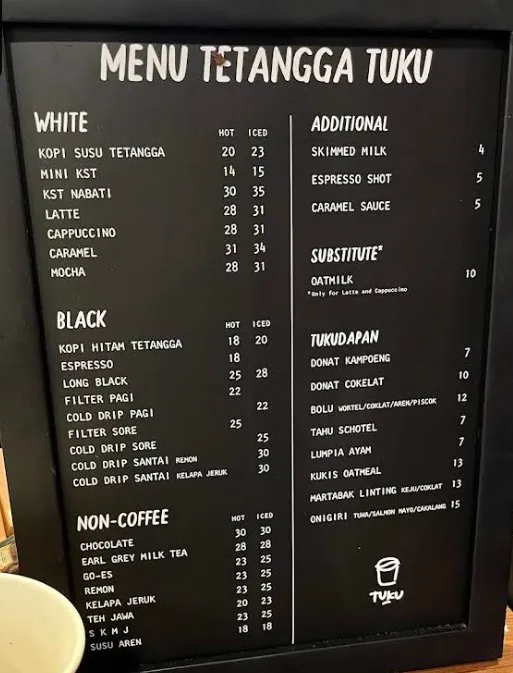 MENU TETANGGA TUKU
WHITE HOT ICED
KOPI SUSU TETANGGA 20 23
MINI KST 14 15
KST NABATI 30 35
LATTE 28 31
CAPPUCCINO 28 31
CARAMEL 31 34
MOCHA 28 31
BLACK HOT ICED
KOPI HITAM TETANGGA 18 20
ESPRESSO 18
LONG BLACK 25 28
FILTER PAGI 22
COLD DRIP PAGI 22
FILTER SORE 25
COLD DRIP SORE 25
COLD DRIP SANTAI REMON 30
COLD DRIP SANTAI KELAPA JERUK 30
NON-COFFEE HOT ICED
CHOCOLATE 30 30
EARL GREY MILK TEA 28 28
GO-ES 23 25
REMON 23 25
KELAPA JERUK 23 25
TEH JAWA 20 23
S K M J 23 25
SUSU AREN 18 18
ADDITIONAL
SKIMMED MILK 4
ESPRESSO SHOT 5
CARAMEL SAUCE 5
SUBSTITUTE*
OATMILK 10
*Only for Latte and Cappucino
TUKUDAPAN
DONAT KAMPOENG 7
DONAT COKELAT 10
BOLU WORTEL/COKLAT/AREN/PISCOK 12
TAHU SCHOTEL 7
LUMPIA AYAM 7
KUKIS OATMEAL 13
MARTABAK LINTING KEJU/COKLAT 13
ONIGIRI TUNA/SALMON MAYO/CAKALANG 15
TUKU